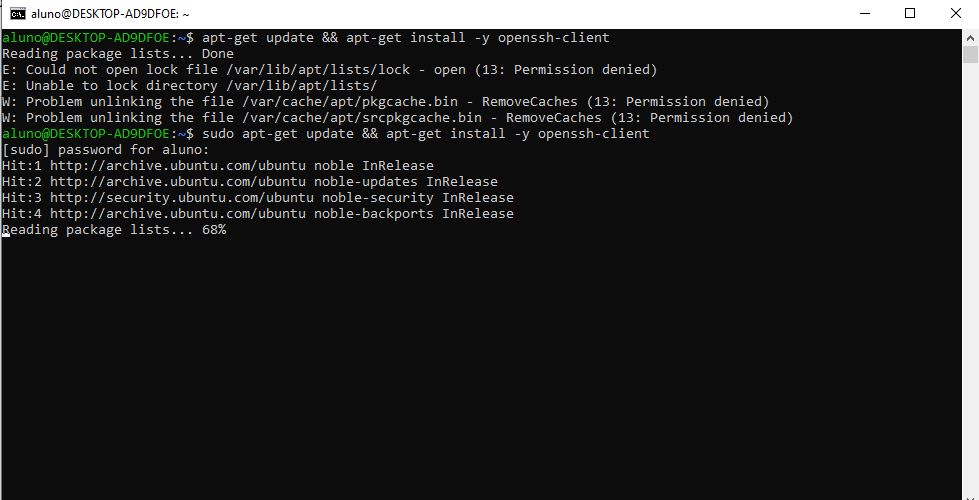 aluno@DESKTOP-AD9DFOE: ~
aluno@DESKTOP-AD9DFOE:~$ apt-get update && apt-get install -y openssh-client
Reading package lists... Done
E: Could not open lock file /var/lib/apt/lists/lock - open (13: Permission denied)
E: Unable to lock directory /var/lib/apt/lists/
W: Problem unlinking the file /var/cache/apt/pkgcache.bin - RemoveCaches (13: Permission denied)
W: Problem unlinking the file /var/cache/apt/srcpkgcache.bin - RemoveCaches (13: Permission denied)
aluno@DESKTOP-AD9DFOE:~$ sudo apt-get update && apt-get install -y openssh-client
[sudo] password for aluno:
Hit:1 http://archive.ubuntu.com/ubuntu noble InRelease
Hit:2 http://archive.ubuntu.com/ubuntu noble-updates InRelease
Hit:3 http://security.ubuntu.com/ubuntu noble-security InRelease
Hit:4 http://archive.ubuntu.com/ubuntu noble-backports InRelease
Reading package lists... 68%